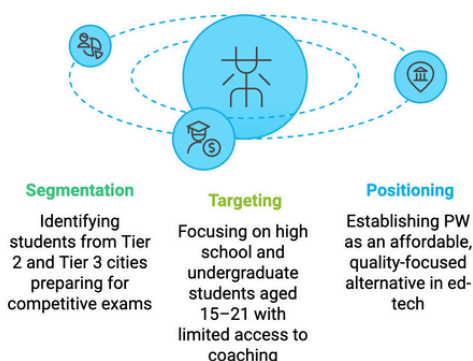 Segmentation
Identifying
students from Tier
2 and Tier 3 cities
preparing for
competitive exams
Targeting
Focusing on high
school and
undergraduate
students aged
15–21 with
limited access to
coaching
Positioning
Establishing PW
as an affordable,
quality-focused
alternative in ed-
tech